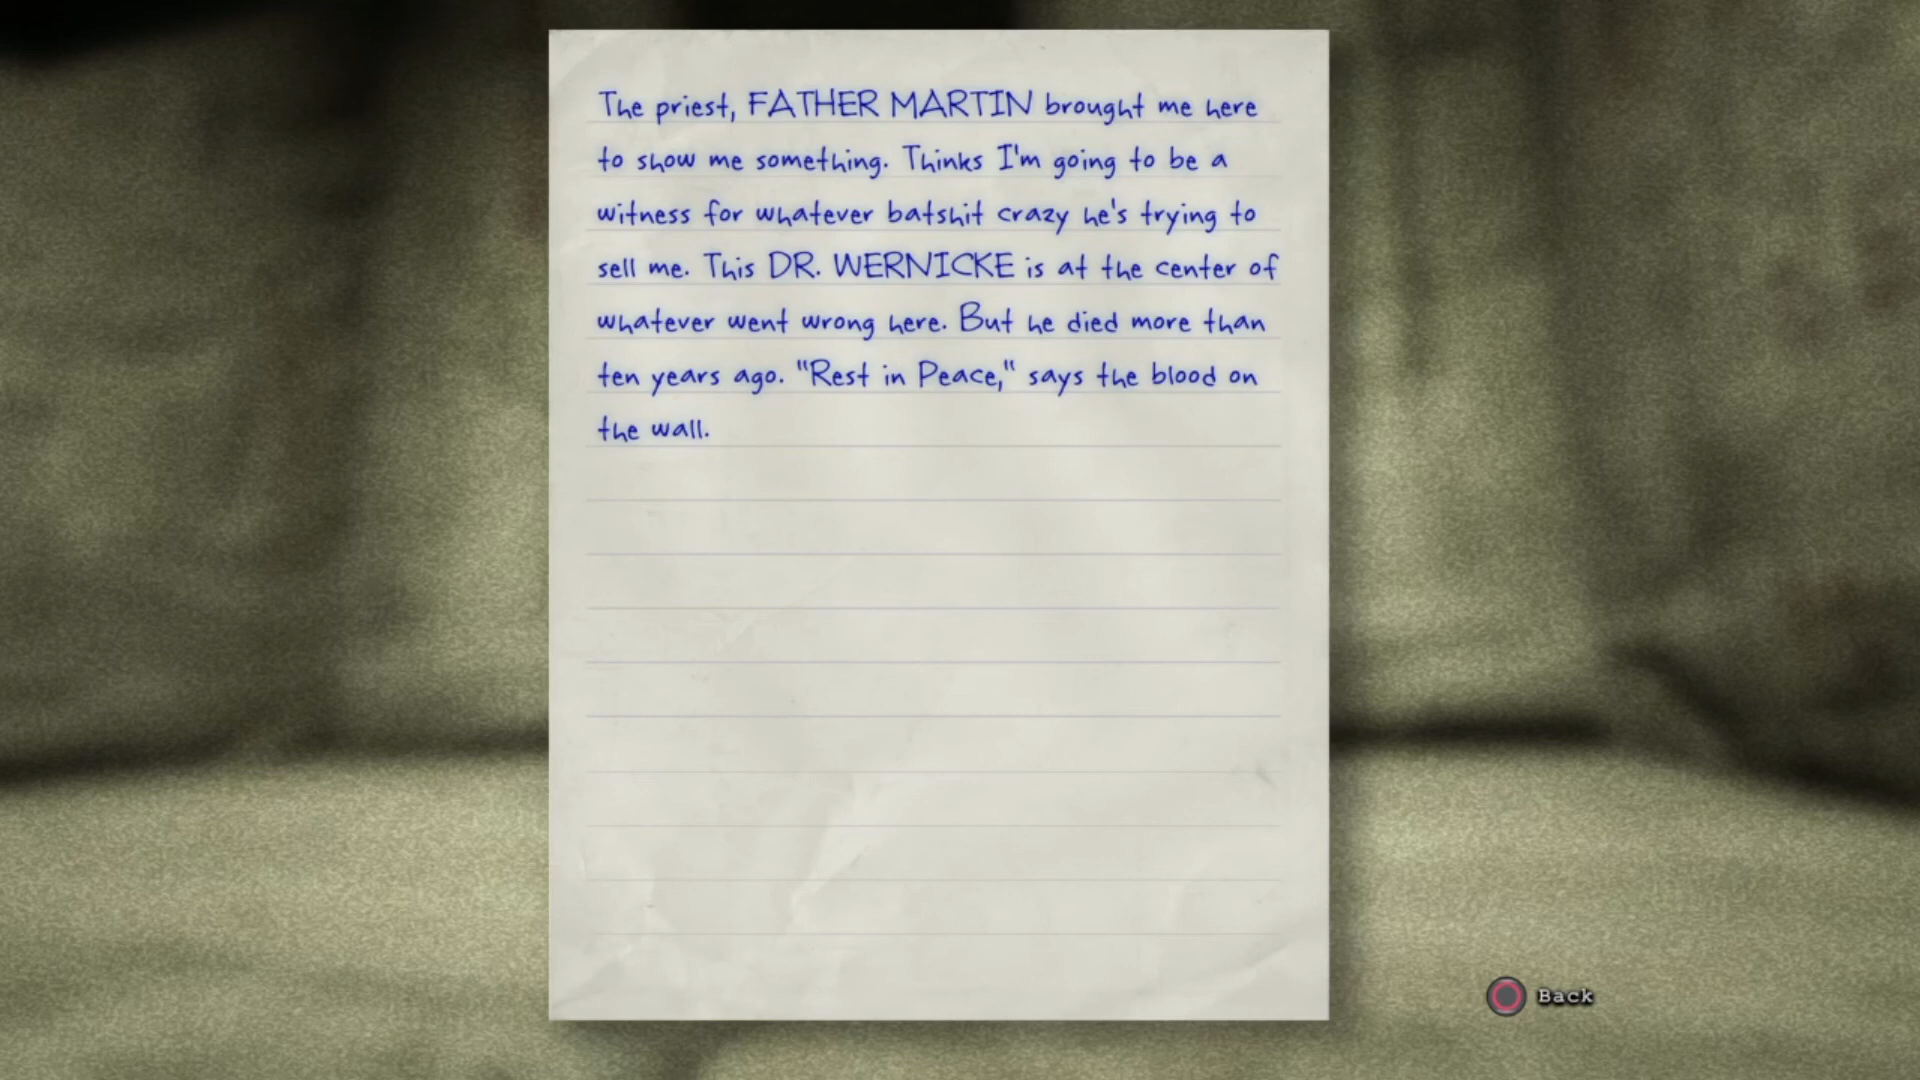 The priest, FATHER MARTIN brought me here
to show me something. Thinks I'm going to be a
witness for whatever batshit crazy he's trying to
sell me. This DR. WERNICKE is at the center of
whatever went wrong here. But he died more than
ten years ago. "Rest in Peace," says the blood on
the wall.
Back